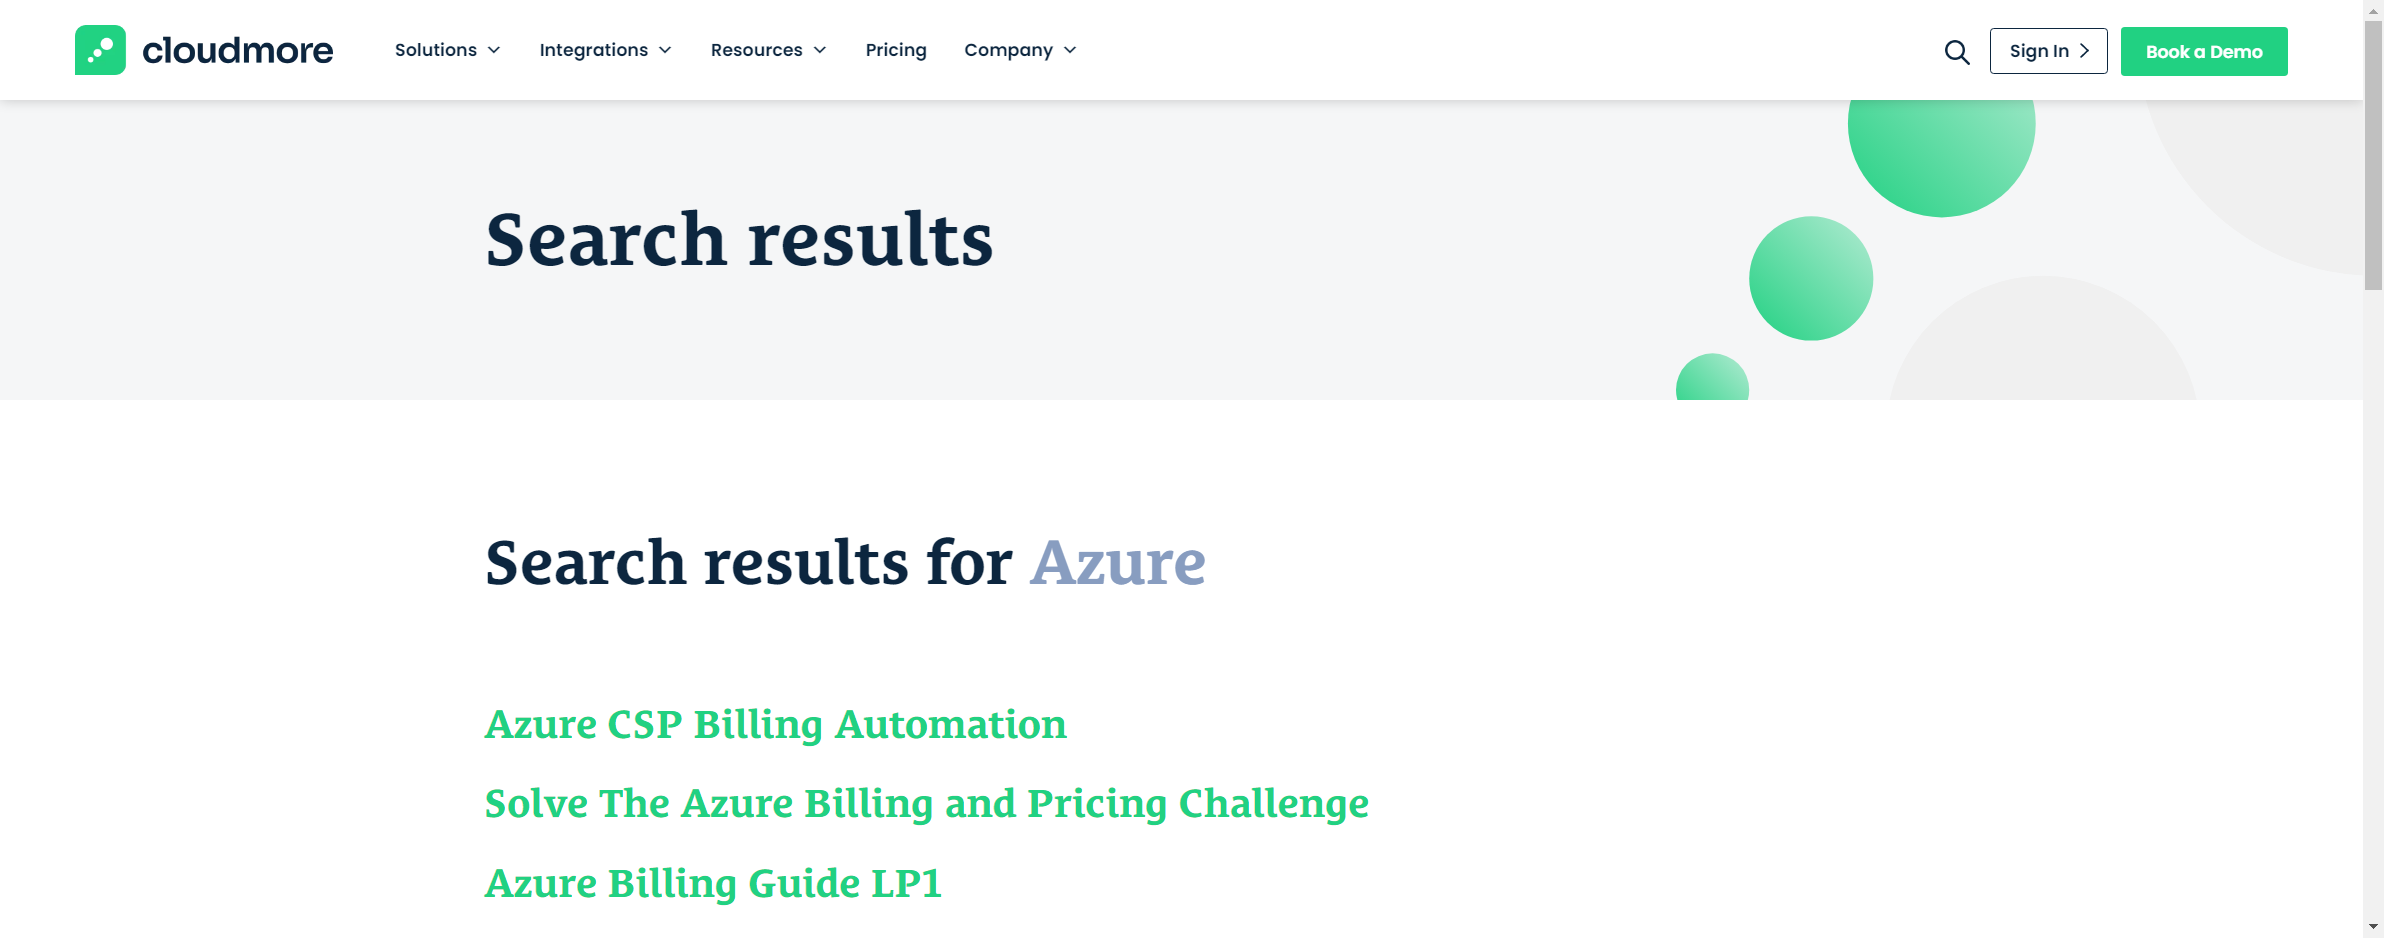 cloudmore
Solutions
Integrations
Resources
Pricing
Company
Sign In
Book a Demo
Search results
Search results for Azure
Azure CSP Billing Automation
Solve The Azure Billing and Pricing Challenge
Azure Billing Guide LP1